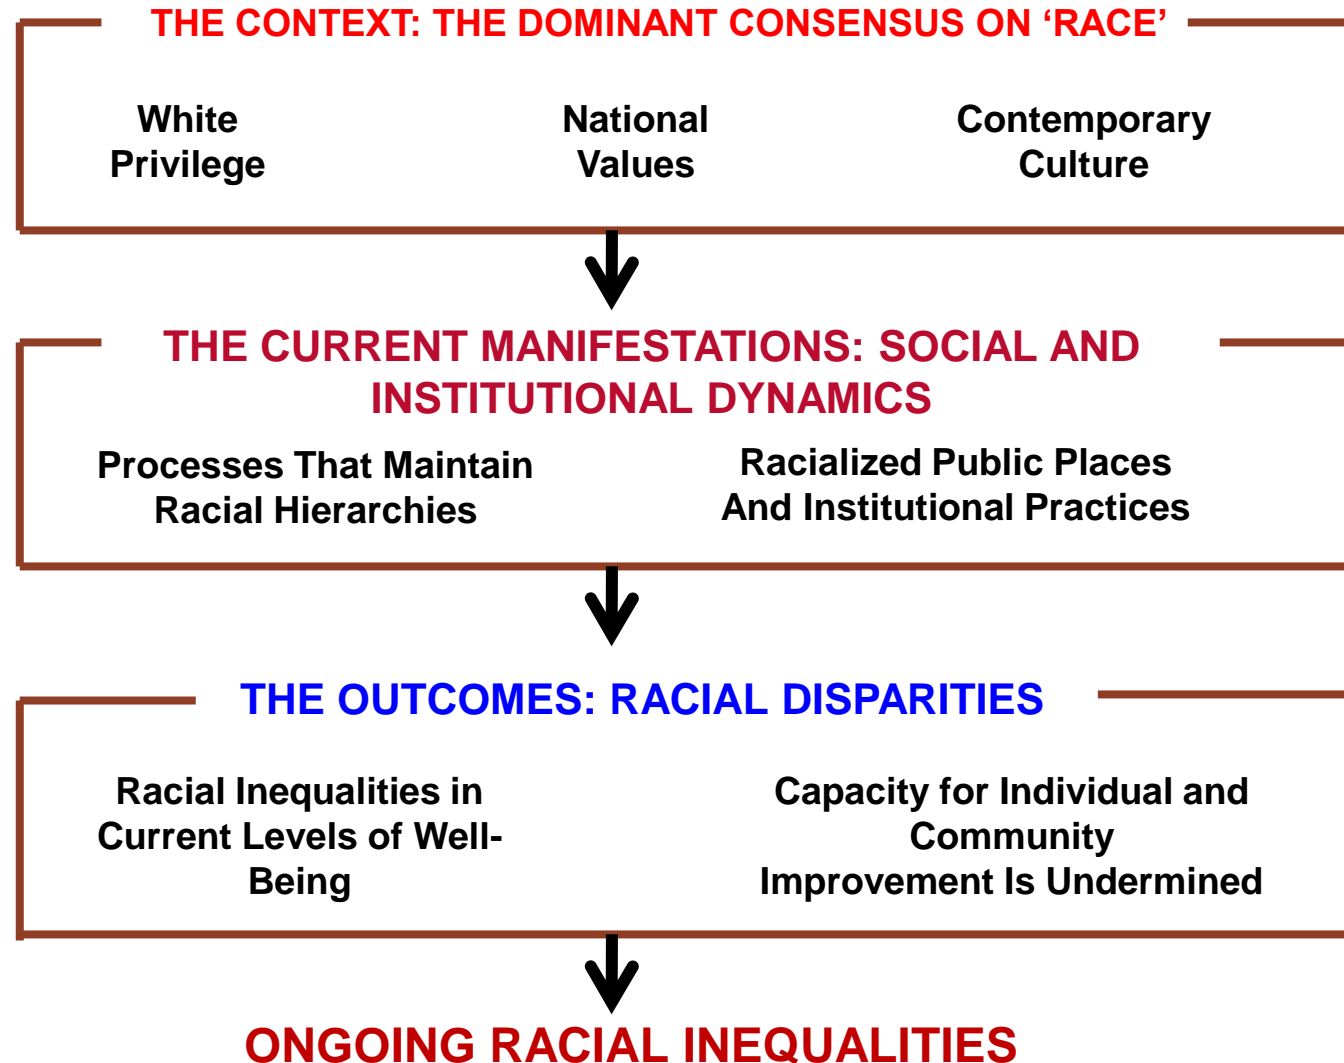 THE CONTEXT: THE DOMINANT CONSENSUS ON ‘RACE’
White
Privilege
National
Values
Contemporary
Culture
THE CURRENT MANIFESTATIONS: SOCIAL AND
INSTITUTIONAL DYNAMICS
Processes That Maintain
Racial Hierarchies
Racialized Public Places
And Institutional Practices
THE OUTCOMES: RACIAL DISPARITIES
Racial Inequalities in
Current Levels of Well-
Being
Capacity for Individual and
Community
Improvement Is Undermined
ONGOING RACIAL INEQUALITIES